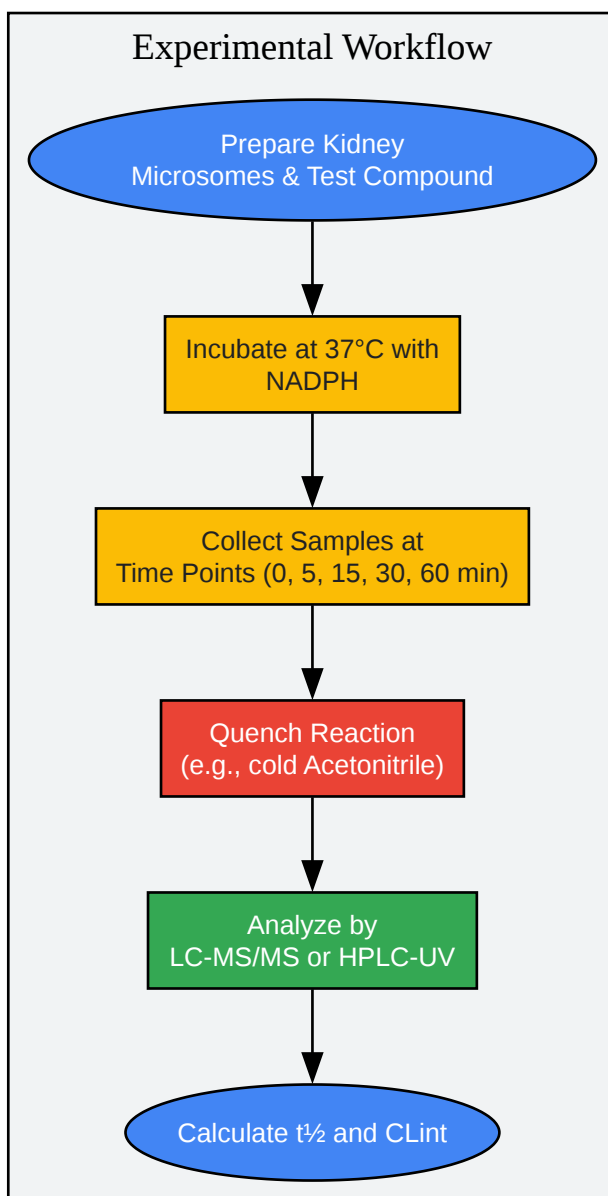 Experimental Workflow
Prepare Kidney
Microsomes & Test Compound
Incubate at 37°C with
NADPH
Collect Samples at
Time Points (0, 5, 15, 30, 60 min)
Quench Reaction
(e.g., cold Acetonitrile)
Analyze by
LC-MS/MS or HPLC-UV
Calculate t½ and CLint